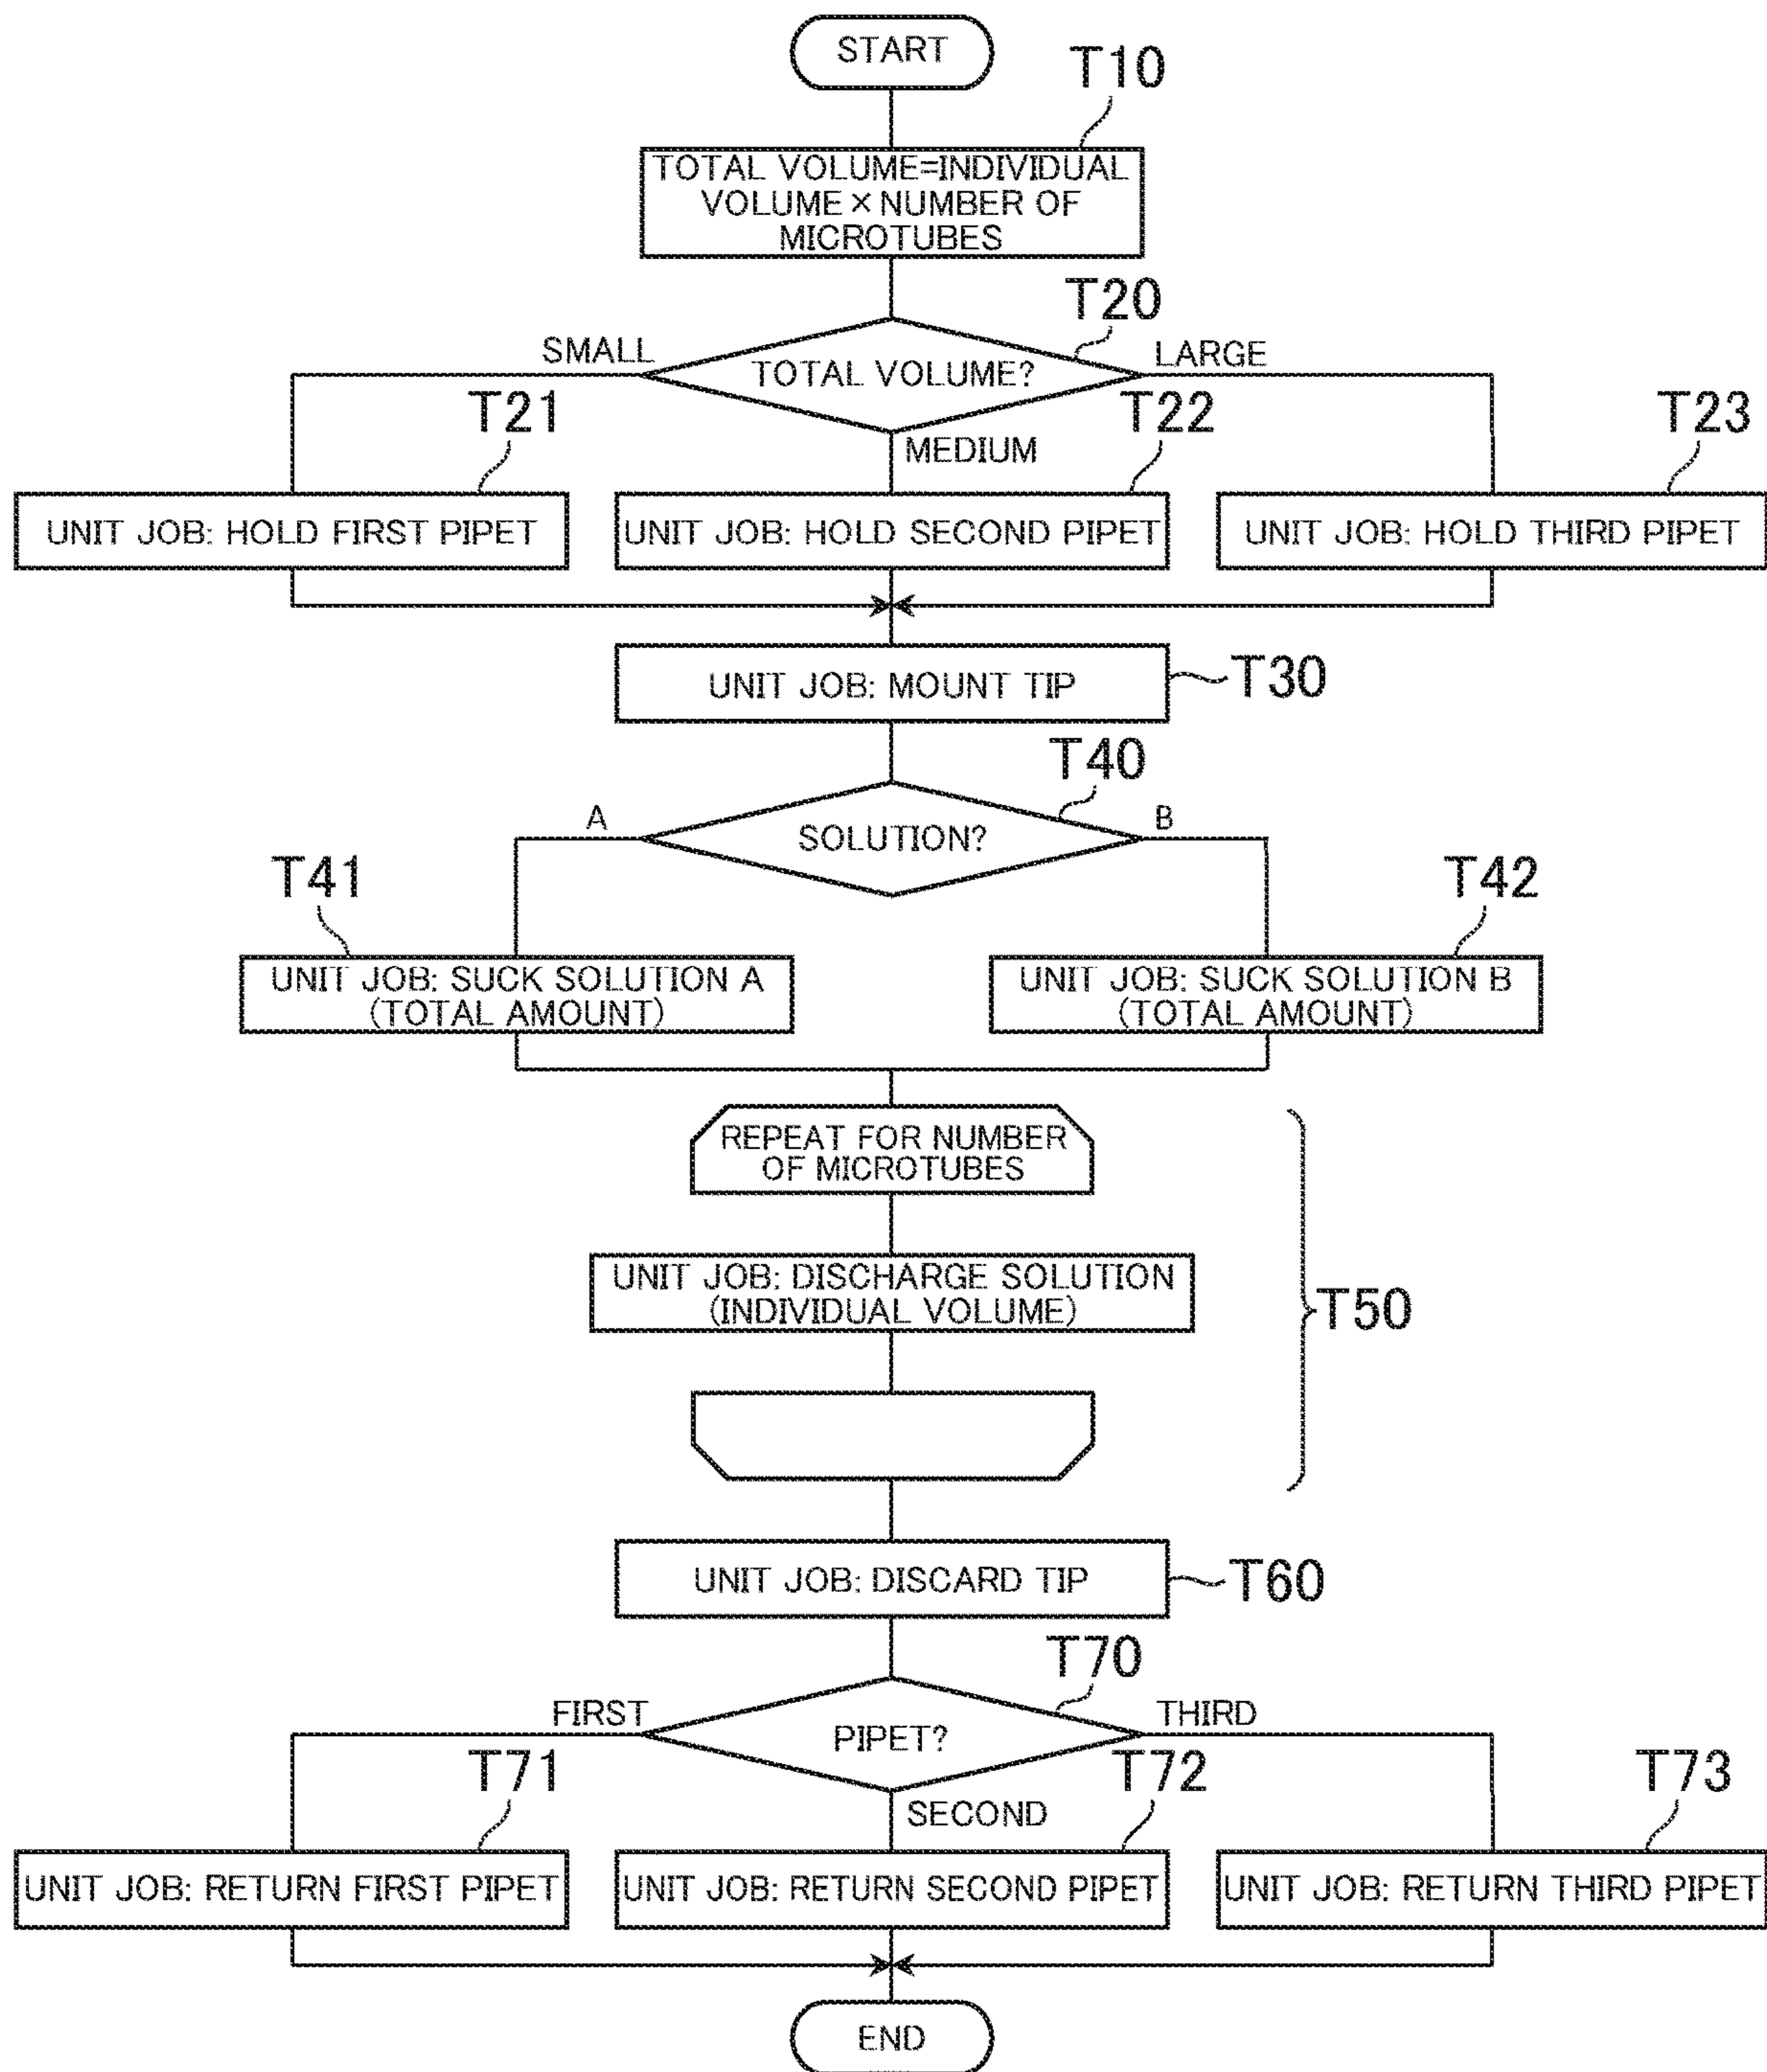 START
T10
TOTAL VOLUME=INDIVIDUAL
VOLUME×NUMBER OF
MICROTUBES
T20
SMALL
TOTAL VOLUME?
LARGE
MEDIUM
T21
T22
T23
UNIT JOB: HOLD FIRST PIPET
UNIT JOB: HOLD SECOND PIPET
UNIT JOB: HOLD THIRD PIPET
UNIT JOB: MOUNT TIP
T30
T40
A
SOLUTION?
B
T41
T42
UNIT JOB: SUCK SOLUTION A
(TOTAL AMOUNT)
UNIT JOB: SUCK SOLUTION B
(TOTAL AMOUNT)
REPEAT FOR NUMBER
OF MICROTUBES
UNIT JOB: DISCHARGE SOLUTION
(INDIVIDUAL VOLUME)
T50
UNIT JOB: DISCARD TIP
T60
T70
FIRST
PIPET?
THIRD
SECOND
T71
T72
T73
UNIT JOB: RETURN FIRST PIPET
UNIT JOB: RETURN SECOND PIPET
UNIT JOB: RETURN THIRD PIPET
END